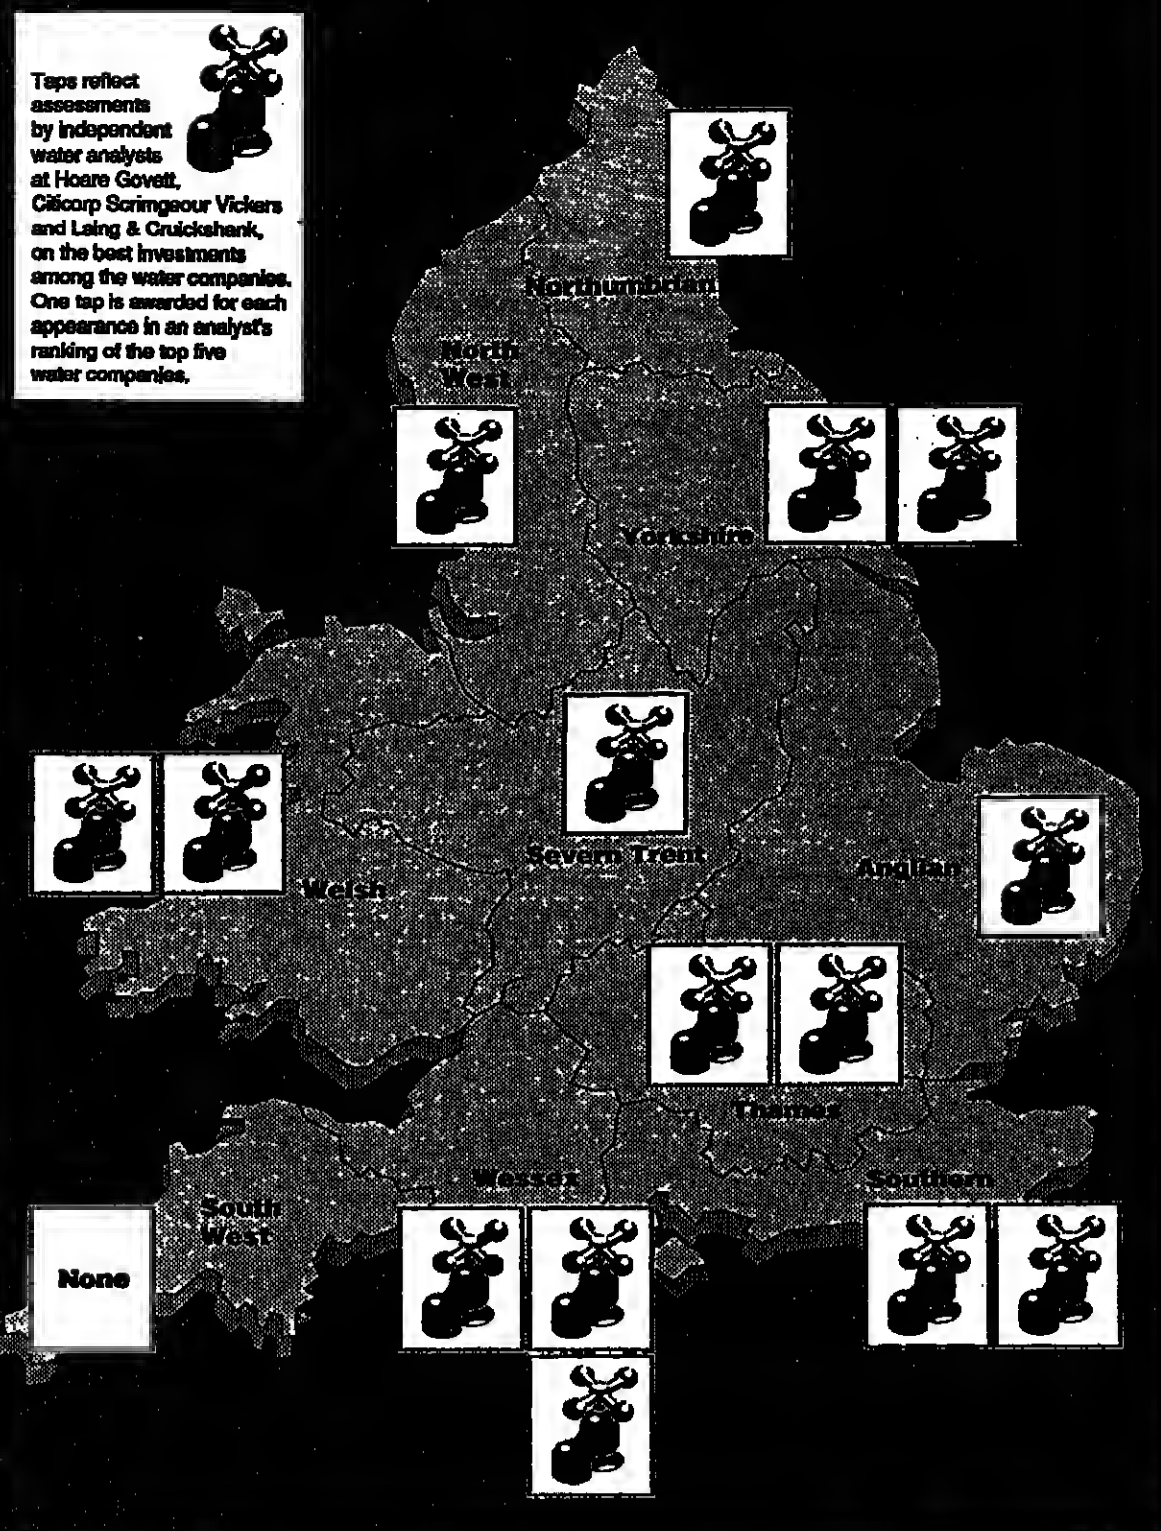 Taps reflect
assessments
by independent
water analysts
at Hoare Govett,
Citicorp Scrimgeour Vickers
and Laing & Cruickshank,
on the best investments
among the water companies.
One tap is awarded for each
appearance in an analyst's
ranking of the top five
water companies.
Northumbrian
North
West
Yorkshire
Severn Trent
Anglian
Welsh
Thames
Wessex
Southern
South
West
None